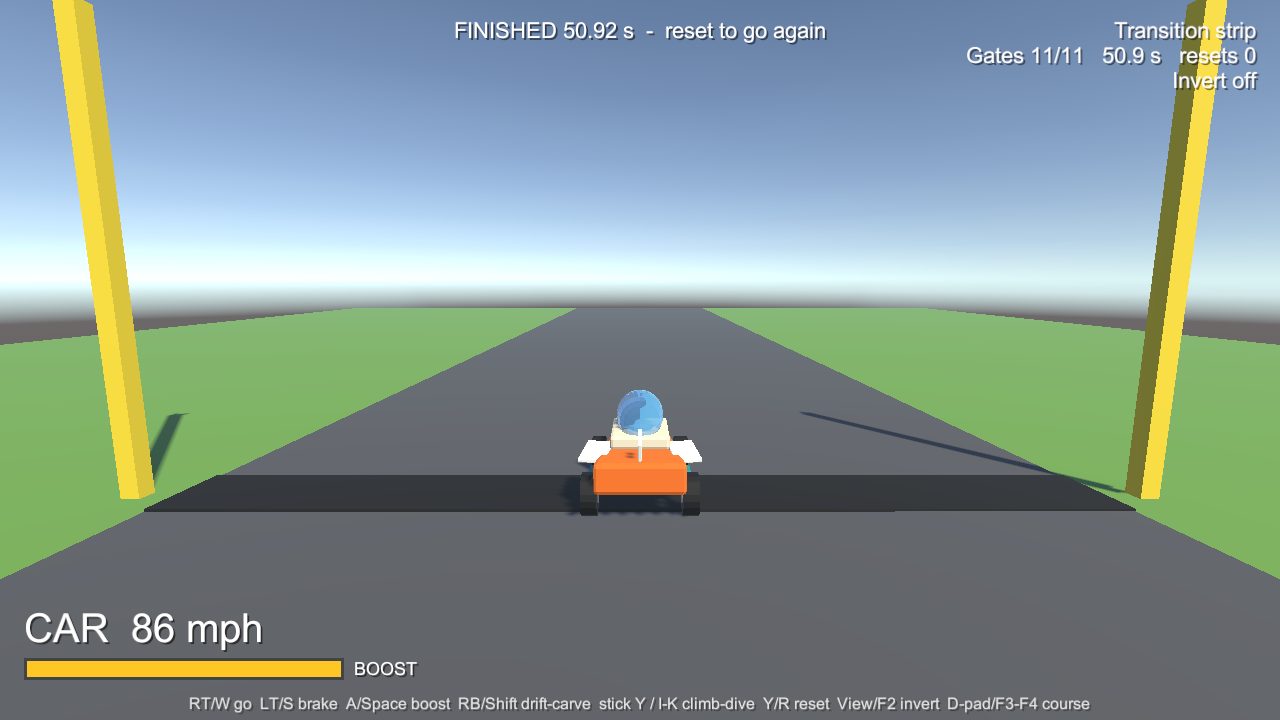 FINISHED 50.92 s - reset to go again
Transition strip
Gates 11/11 50.9 s resets 0
Invert off
CAR 86 mph
BOOST
RT/W go LT/S brake A/Space boost RB/Shift drift-carve stick Y / I-K climb-dive Y/R reset View/F2 invert D-pad/F3-F4 course